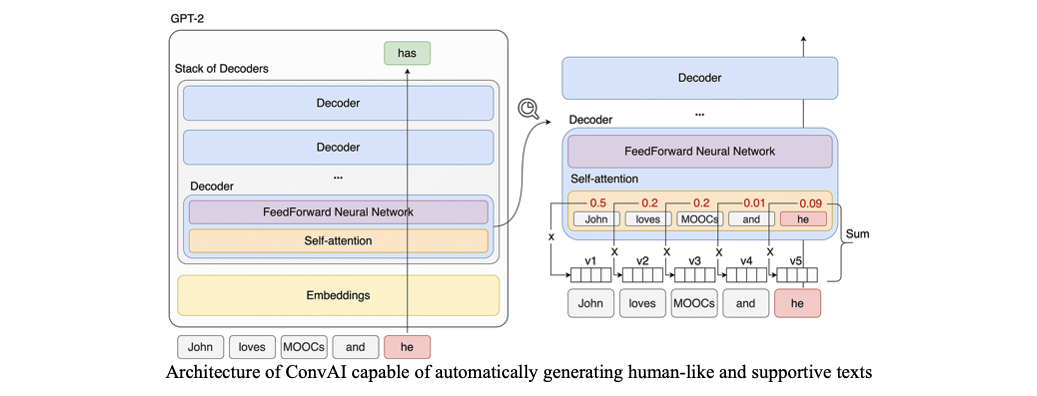 GPT-2
has
Stack of Decoders
Decoder
Decoder
...
Decoder
FeedForward Neural Network
Self-attention
Embeddings
John loves MOOCs and he
Decoder
...
Decoder
FeedForward Neural Network
Self-attention
0.5 0.2 0.2 0.01 0.09
John loves MOOCs and he
Sum
x x x x x
v1 v2 v3 v4 v5
John loves MOOCs and he
Architecture of ConvAI capable of automatically generating human-like and supportive texts